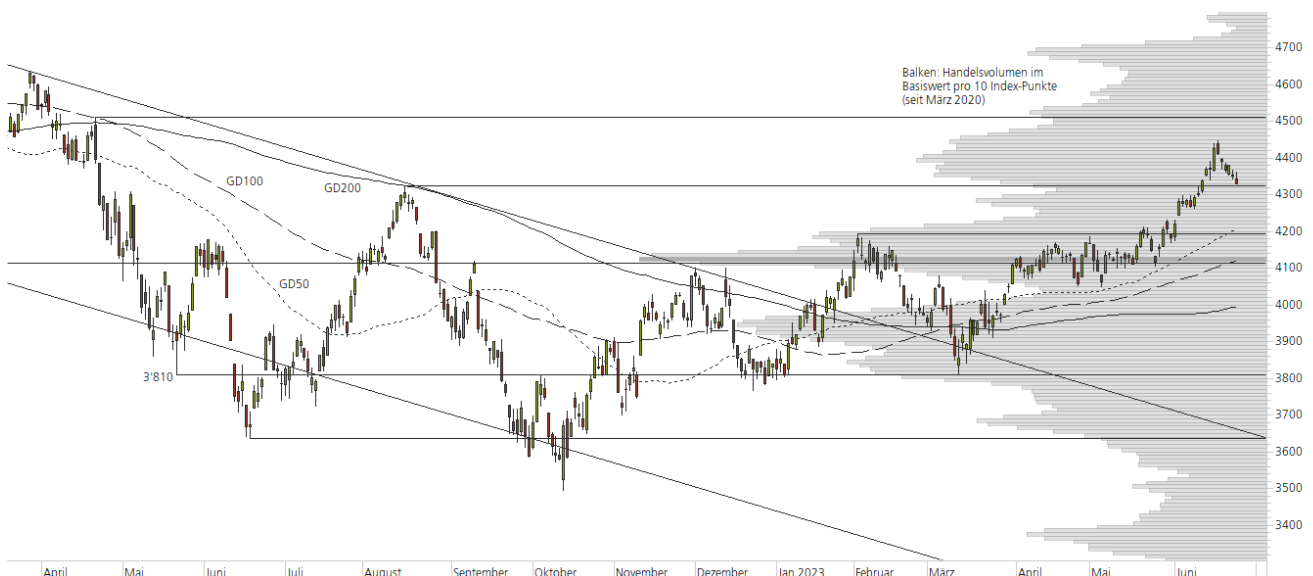 4700
Balken: Handelsvolumen im
Basiswert pro 10 Index-Punkte
(seit März 2020)
4600
4500
4400
GD100
GD200
4300
4200
4100
GD50
4000
3900
3'810
3800
3700
3600
3500
3400
April Mai Juni Juli August September Oktober November Dezember Jan 2023 Februar März April Mai Juni